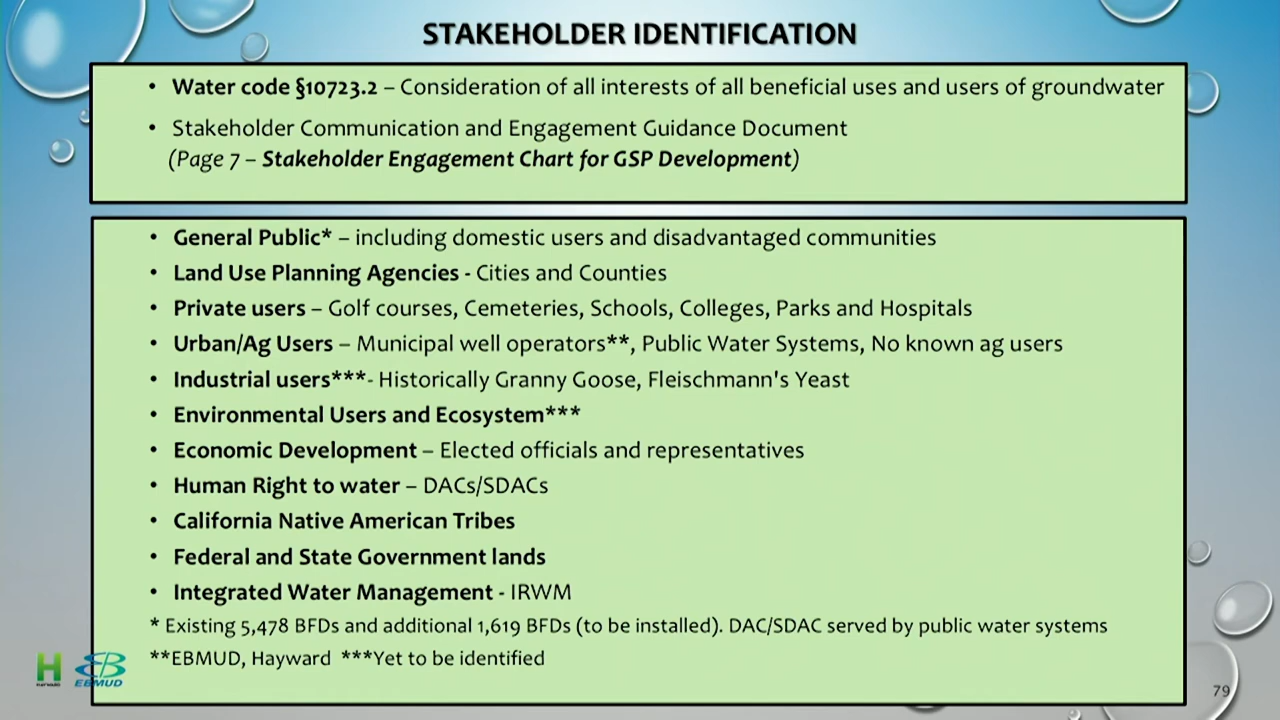 STAKEHOLDER IDENTIFICATION
• Water code §10723.2 – Consideration of all interests of all beneficial uses and users of groundwater
• Stakeholder Communication and Engagement Guidance Document
(Page 7 – Stakeholder Engagement Chart for GSP Development)
• General Public* – including domestic users and disadvantaged communities
• Land Use Planning Agencies - Cities and Counties
• Private users – Golf courses, Cemeteries, Schools, Colleges, Parks and Hospitals
• Urban/Ag Users – Municipal well operators**, Public Water Systems, No known ag users
• Industrial users***- Historically Granny Goose, Fleischmann's Yeast
• Environmental Users and Ecosystem***
• Economic Development – Elected officials and representatives
• Human Right to water – DACs/SDACs
• California Native American Tribes
• Federal and State Government lands
• Integrated Water Management - IRWM
* Existing 5,478 BFDs and additional 1,619 BFDs (to be installed). DAC/SDAC served by public water systems
**EBMUD, Hayward ***Yet to be identified
H
EB
EBMUD
79